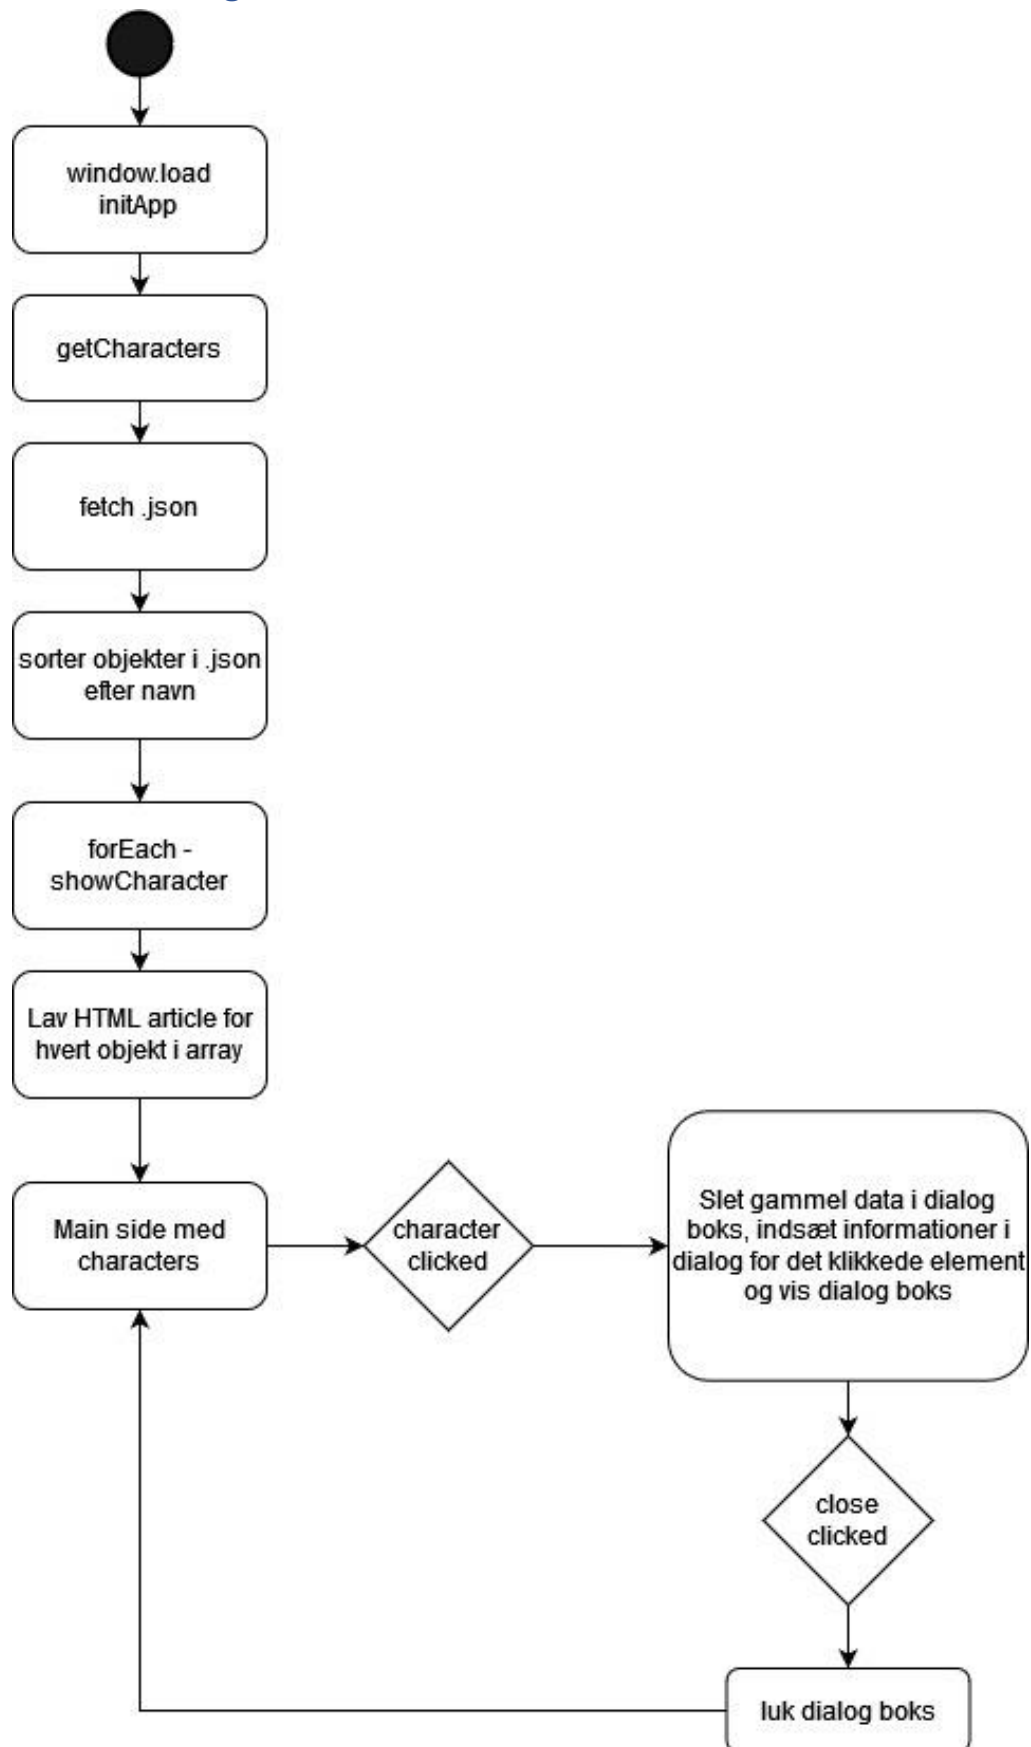 window.load
initApp
getCharacters
fetch .json
sorter objekter i .json
efter navn
forEach -
showCharacter
Lav HTML article for
hvert objekt i array
Main side med
characters
character
clicked
Slet gammel data i dialog
boks, indsæt informationer i
dialog for det klikkede element
og vis dialog boks
close
clicked
luk dialog boks